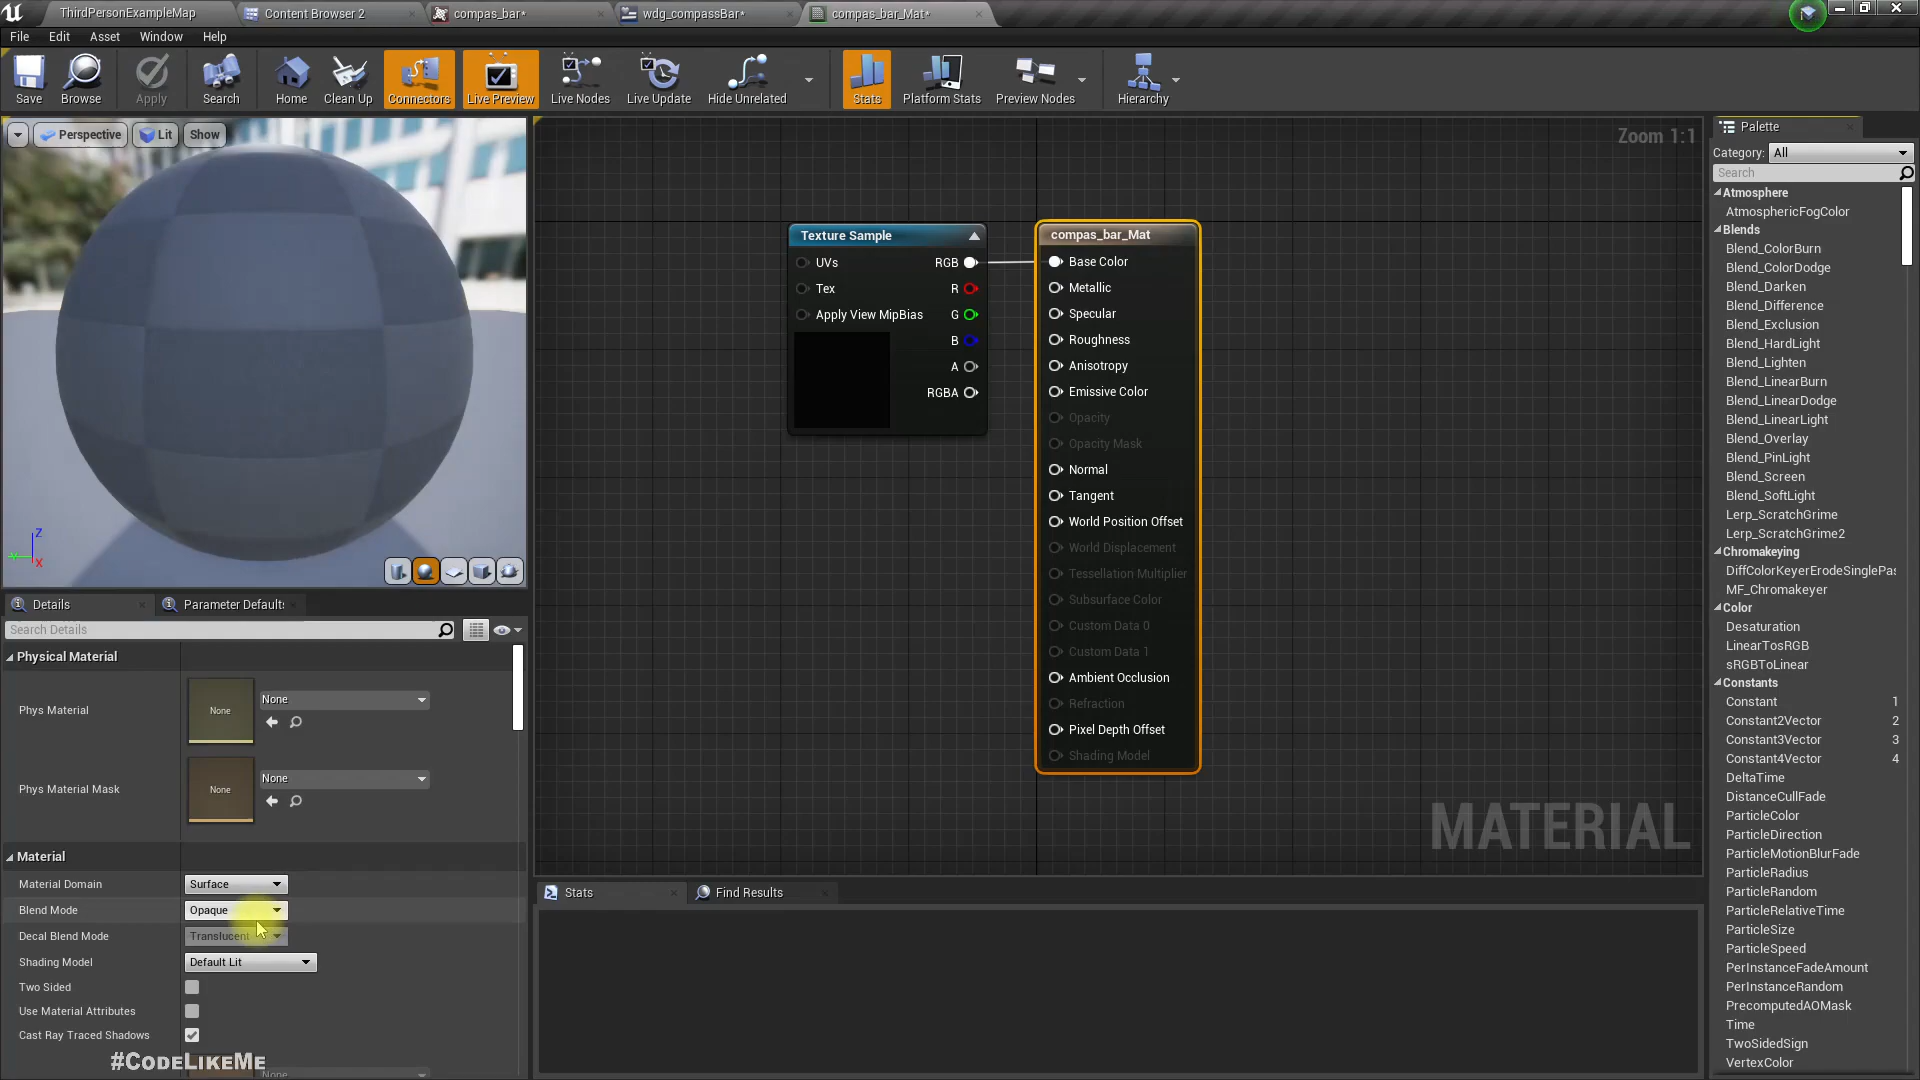 ThirdPersonExampleMap
Content Browser 2
compas_bar*
wdg_compassBar*
compas_bar_Mat*
File Edit Asset Window Help
Save
Browse
Apply
Search
Home
Clean Up
Connectors
Live Preview
Live Nodes
Live Update
Hide Unrelated
Stats
Platform Stats
Preview Nodes
Hierarchy
Perspective
Lit
Show
Z
Y
X
Zoom 1:1
Texture Sample
UVs
RGB
Tex
R
Apply View MipBias
G
B
A
RGBA
compas_bar_Mat
Base Color
Metallic
Specular
Roughness
Anisotropy
Emissive Color
Opacity
Opacity Mask
Normal
Tangent
World Position Offset
World Displacement
Tessellation Multiplier
Subsurface Color
Custom Data 0
Custom Data 1
Ambient Occlusion
Refraction
Pixel Depth Offset
Shading Model
MATERIAL
Details
Parameter Default:
Search Details
Physical Material
Phys Material
None
None
Phys Material Mask
None
None
Material
Material Domain
Surface
Blend Mode
Opaque
Decal Blend Mode
Translucent
Shading Model
Default Lit
Two Sided
Use Material Attributes
Cast Ray Traced Shadows
#CodeLikeMe
None
Stats
Find Results
Palette
Category: All
Search
Atmosphere
AtmosphericFogColor
Blends
Blend_ColorBurn
Blend_ColorDodge
Blend_Darken
Blend_Difference
Blend_Exclusion
Blend_HardLight
Blend_Lighten
Blend_LinearBurn
Blend_LinearDodge
Blend_LinearLight
Blend_Overlay
Blend_PinLight
Blend_Screen
Blend_SoftLight
Lerp_ScratchGrime
Lerp_ScratchGrime2
Chromakeying
DiffColorKeyerErodeSinglePas
MF_Chromakeyer
Color
Desaturation
LinearTosRGB
sRGBToLinear
Constants
Constant 1
Constant2Vector 2
Constant3Vector 3
Constant4Vector 4
DeltaTime
DistanceCullFade
ParticleColor
ParticleDirection
ParticleMotionBlurFade
ParticleRadius
ParticleRandom
ParticleRelativeTime
ParticleSize
ParticleSpeed
PerInstanceFadeAmount
PerInstanceRandom
PrecomputedAOMask
Time
TwoSidedSign
VertexColor